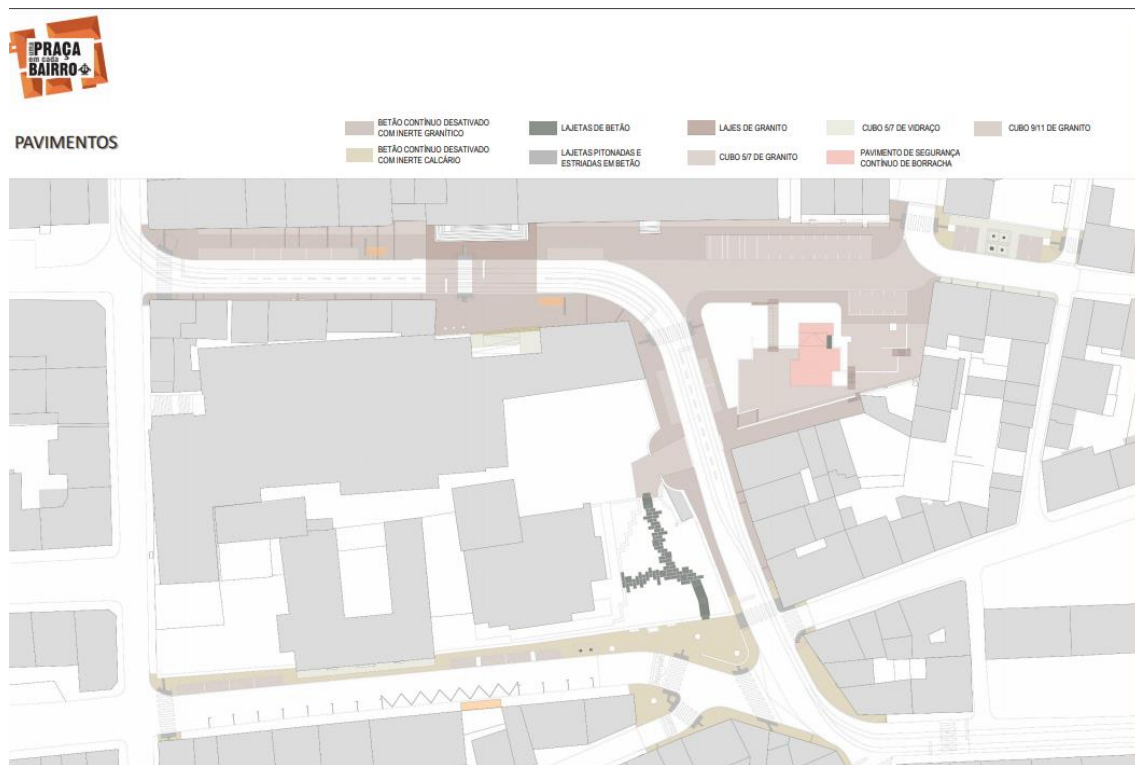 uma
PRAÇA
em cada
BAIRRO
PAVIMENTOS
BETÃO CONTÍNUO DESATIVADO
COM INERTE GRANÍTICO
LAJETAS DE BETÃO
LAJES DE GRANITO
CUBO 5/7 DE VIDRAÇO
CUBO 9/11 DE GRANITO
BETÃO CONTÍNUO DESATIVADO
COM INERTE CALCÁRIO
LAJETAS PITONADAS E
ESTRIADAS EM BETÃO
CUBO 5/7 DE GRANITO
PAVIMENTO DE SEGURANÇA
CONTÍNUO DE BORRACHA